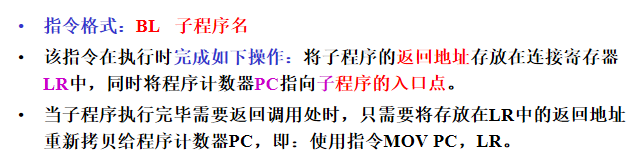 • 指令格式：BL 子程序名
• 该指令在执行时完成如下操作：将子程序的返回地址存放在连接寄存器
LR中，同时将程序计数器PC指向子程序的入口点。
• 当子程序执行完毕需要返回调用处时，只需要将存放在LR中的返回地址
重新拷贝给程序计数器PC，即：使用指令MOV PC，LR。